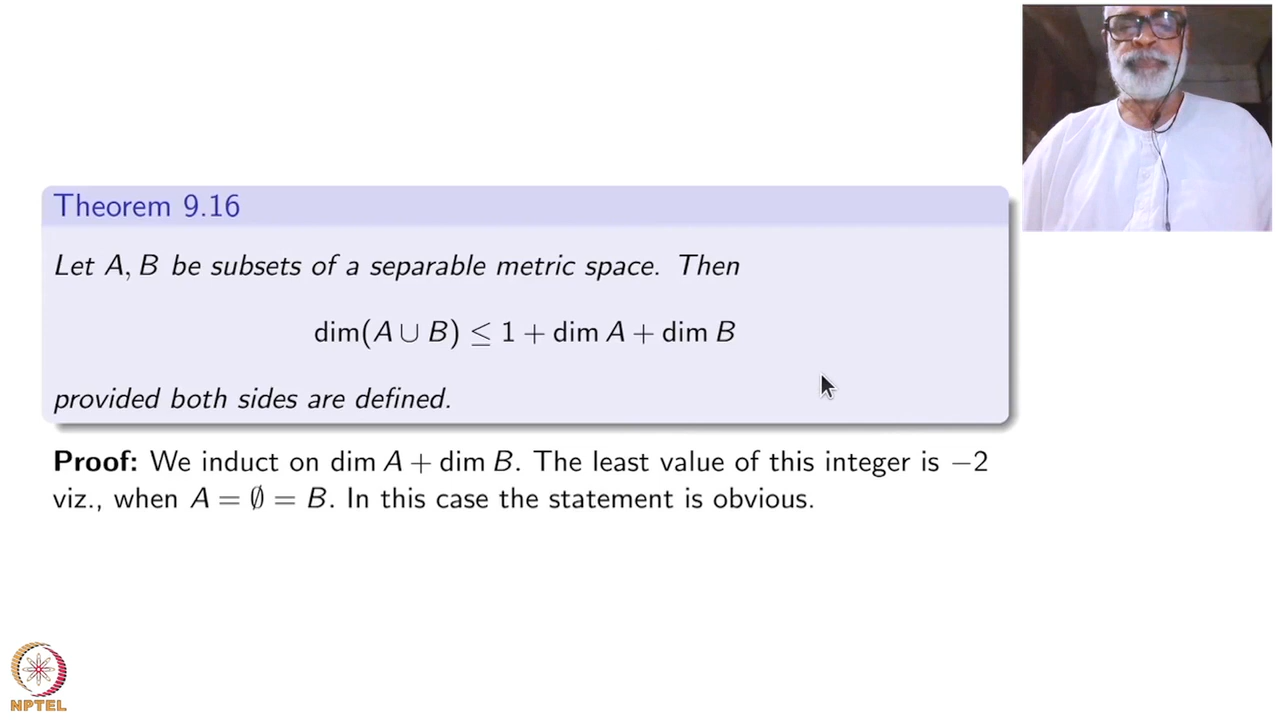 Theorem 9.16
Let A, B be subsets of a separable metric space. Then
dim(A ∪ B) ≤ 1 + dim A + dim B
provided both sides are defined.
Proof: We induct on dim A + dim B. The least value of this integer is −2
viz., when A = ∅ = B. In this case the statement is obvious.
NPTEL